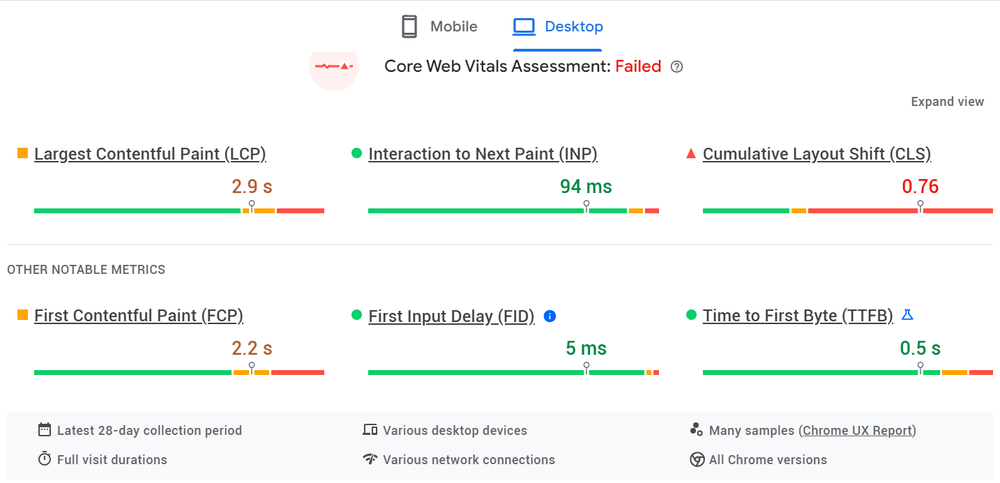 Mobile Desktop
Core Web Vitals Assessment: Failed
Expand view
Largest Contentful Paint (LCP) Interaction to Next Paint (INP) Cumulative Layout Shift (CLS)
2.9 s 94 ms 0.76
OTHER NOTABLE METRICS
First Contentful Paint (FCP) First Input Delay (FID) Time to First Byte (TTFB)
2.2 s 5 ms 0.5 s
Latest 28-day collection period Various desktop devices Many samples (Chrome UX Report)
Full visit durations Various network connections All Chrome versions